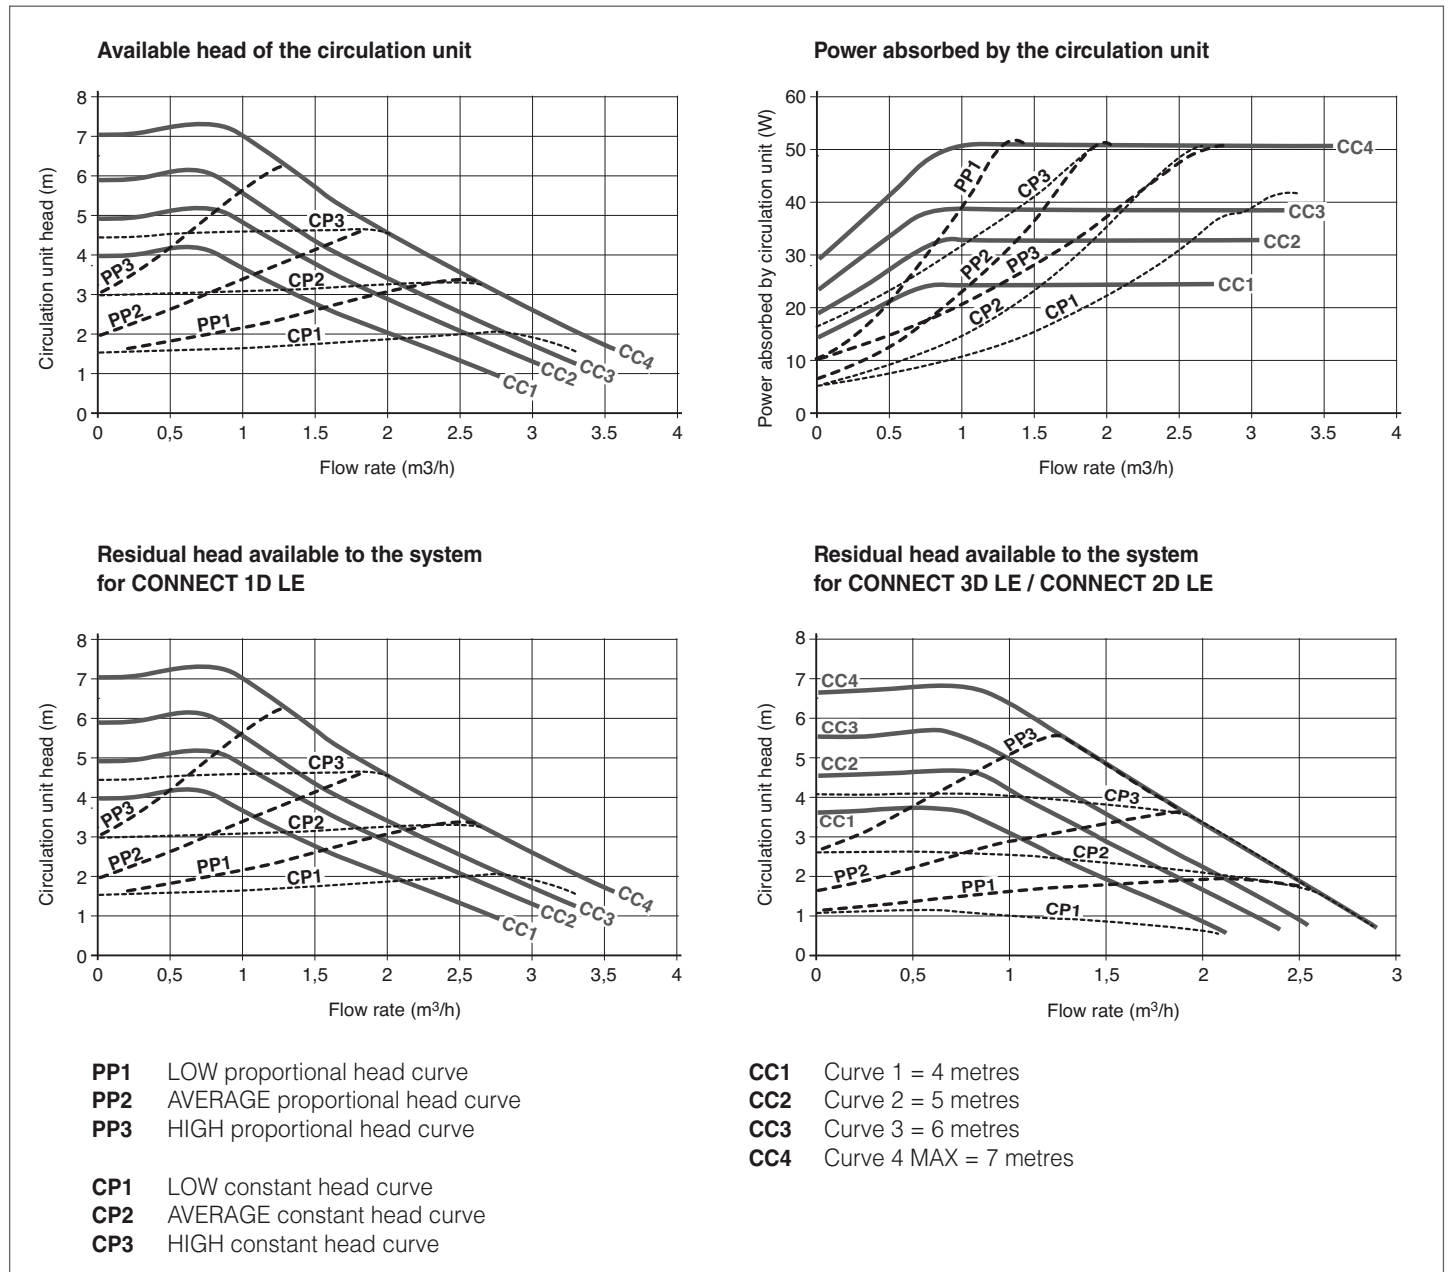 Available head of the circulation unit
Circulation unit head (m)
8
7
6
5
4
3
2
1
0
PP3
PP2
PP1
CP3
CP2
CP1
CC4
CC3
CC2
CC1
0 0,5 1 1.5 2 2.5 3 3.5 4
Flow rate (m3/h)
Power absorbed by the circulation unit
Power absorbed by circulation unit (W)
60
50
40
30
20
10
0
PP1
CP3
PP2
PP3
CP2
CP1
CC4
CC3
CC2
CC1
0 0.5 1 1.5 2 2.5 3 3.5 4
Flow rate (m3/h)
Residual head available to the system
for CONNECT 1D LE
Circulation unit head (m)
8
7
6
5
4
3
2
1
0
PP3
PP2
PP1
CP3
CP2
CP1
CC4
CC3
CC2
CC1
0 0,5 1 1,5 2 2,5 3 3,5 4
Flow rate (m³/h)
Residual head available to the system
for CONNECT 3D LE / CONNECT 2D LE
Circulation unit head (m)
8
7
6
5
4
3
2
1
0
CC4
CC3
CC2
CC1
PP3
CP3
PP2
CP2
PP1
CP1
0 0,5 1 1,5 2 2,5 3
Flow rate (m³/h)
PP1 LOW proportional head curve
PP2 AVERAGE proportional head curve
PP3 HIGH proportional head curve
CP1 LOW constant head curve
CP2 AVERAGE constant head curve
CP3 HIGH constant head curve
CC1 Curve 1 = 4 metres
CC2 Curve 2 = 5 metres
CC3 Curve 3 = 6 metres
CC4 Curve 4 MAX = 7 metres